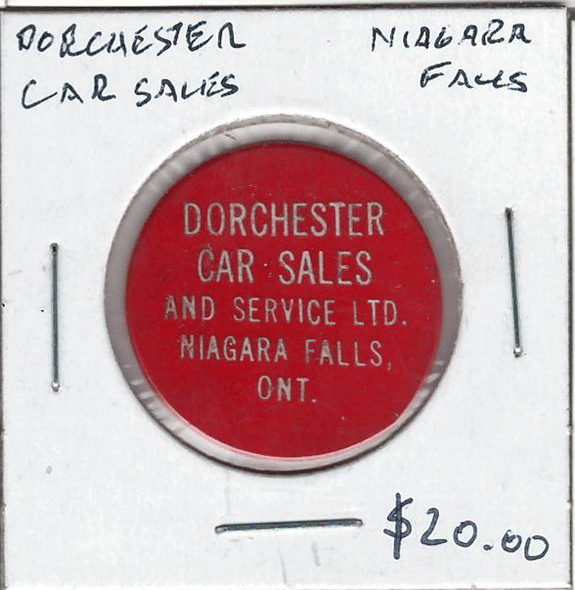 DORCHESTER NIAGARA
CAR SALES FALLS
DORCHESTER
CAR SALES
AND SERVICE LTD.
NIAGARA FALLS,
ONT.
$20.00